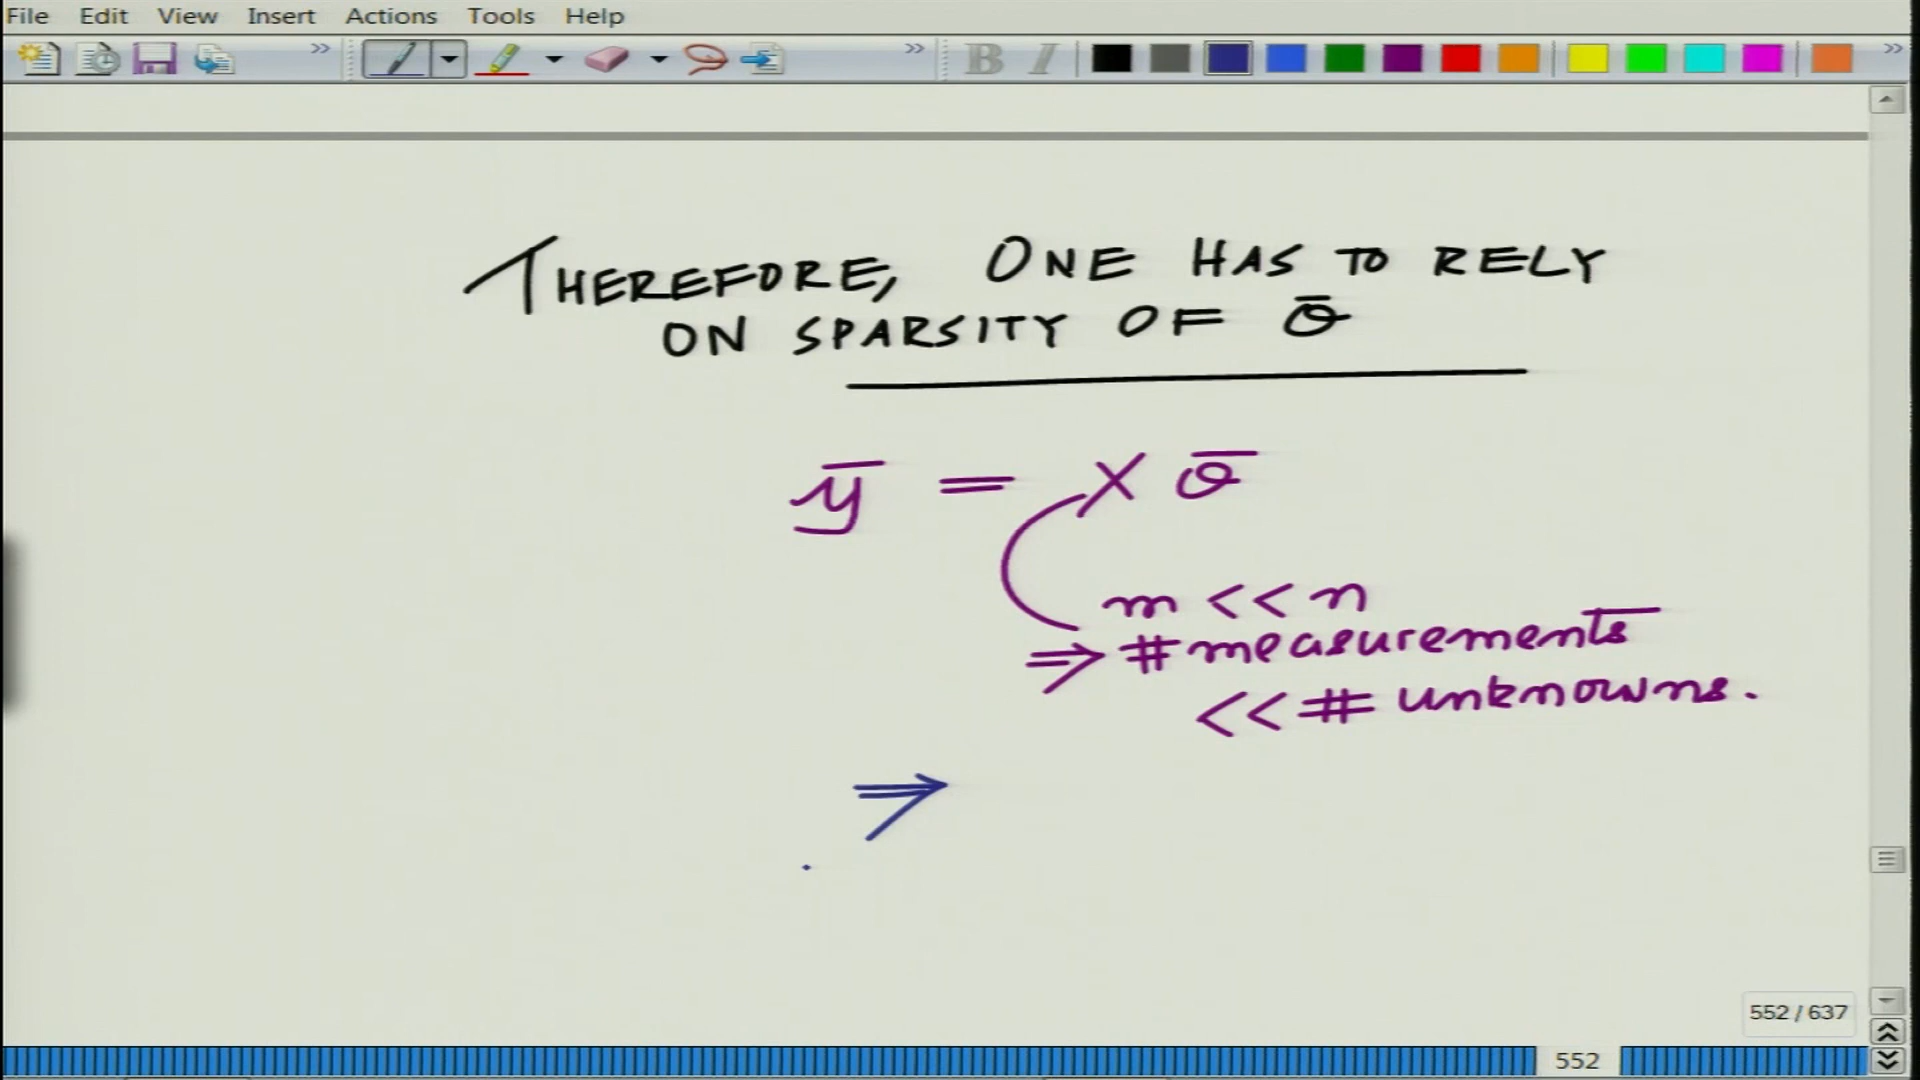 File Edit View Insert Actions Tools Help
B I
THEREFORE, ONE HAS TO RELY
ON SPARSITY OF θ̄
ȳ = X θ̄
m << n
⇒ #measurements
<< # unknowns.
⇒
552 / 637
552